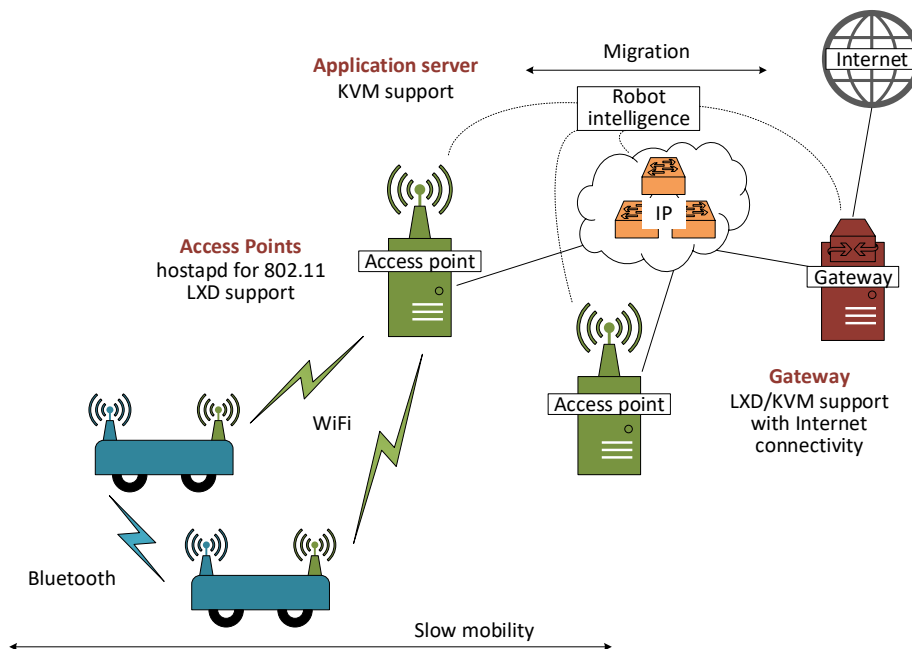 Migration
Internet
Application server
KVM support
Robot
intelligence
IP
Access Points
hostapd for 802.11
LXD support
Access point
Gateway
Access point
Gateway
LXD/KVM support
with Internet
connectivity
WiFi
Bluetooth
Slow mobility